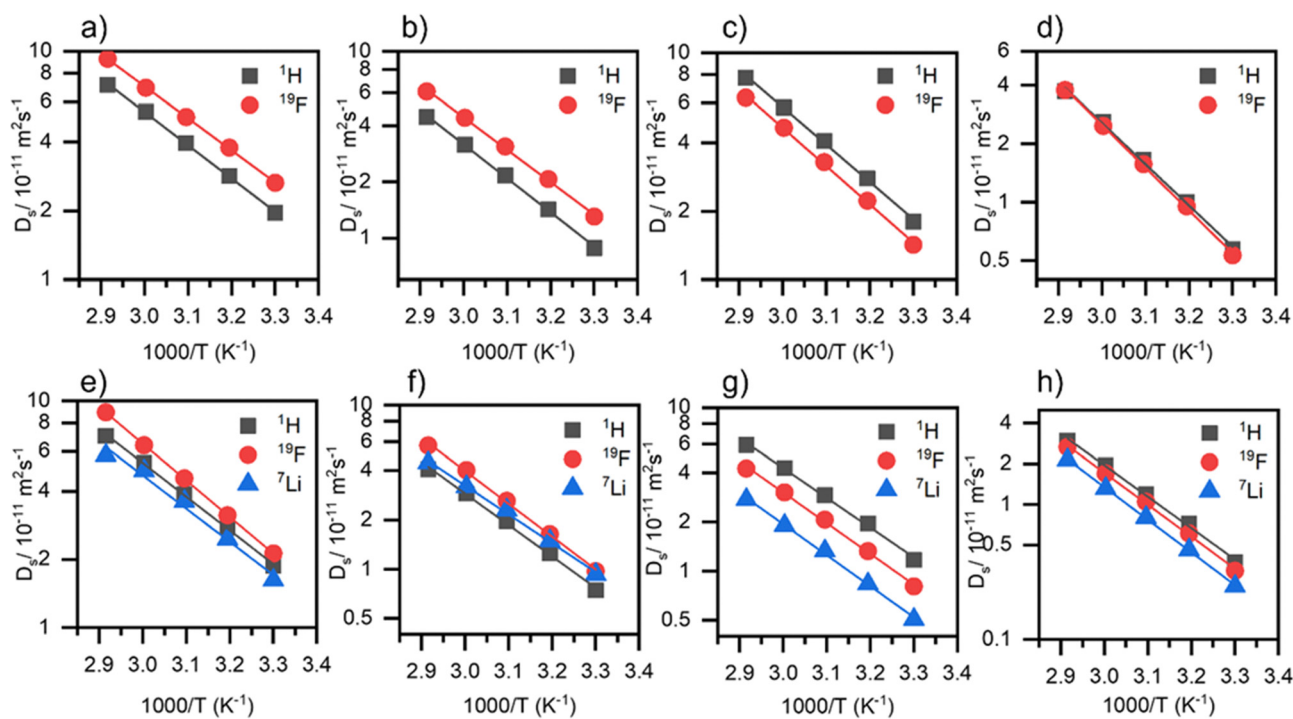 a)
10
8
6
4
2
1
Ds/ 10-11 m2s-1
1H
19F
2.9 3.0 3.1 3.2 3.3 3.4
1000/T (K-1)
b)
10
8
6
4
2
1
Ds/ 10-11 m2s-1
1H
19F
2.9 3.0 3.1 3.2 3.3 3.4
1000/T (K-1)
c)
10
8
6
4
2
1
Ds/ 10-11 m2s-1
1H
19F
2.9 3.0 3.1 3.2 3.3 3.4
1000/T (K-1)
d)
6
4
2
1
0.5
Ds/ 10-11 m2s-1
1H
19F
2.9 3.0 3.1 3.2 3.3 3.4
1000/T (K-1)
e)
10
8
6
4
2
1
Ds/ 10-11 m2s-1
1H
19F
7Li
2.9 3.0 3.1 3.2 3.3 3.4
1000/T (K-1)
f)
10
8
6
4
2
1
0.5
Ds/ 10-11 m2s-1
1H
19F
7Li
2.9 3.0 3.1 3.2 3.3 3.4
1000/T (K-1)
g)
10
8
6
4
2
1
0.5
Ds/ 10-11 m2s-1
1H
19F
7Li
2.9 3.0 3.1 3.2 3.3 3.4
1000/T (K-1)
h)
4
2
1
0.5
0.1
Ds/ 10-11 m2s-1
1H
19F
7Li
2.9 3.0 3.1 3.2 3.3 3.4
1000/T (K-1)